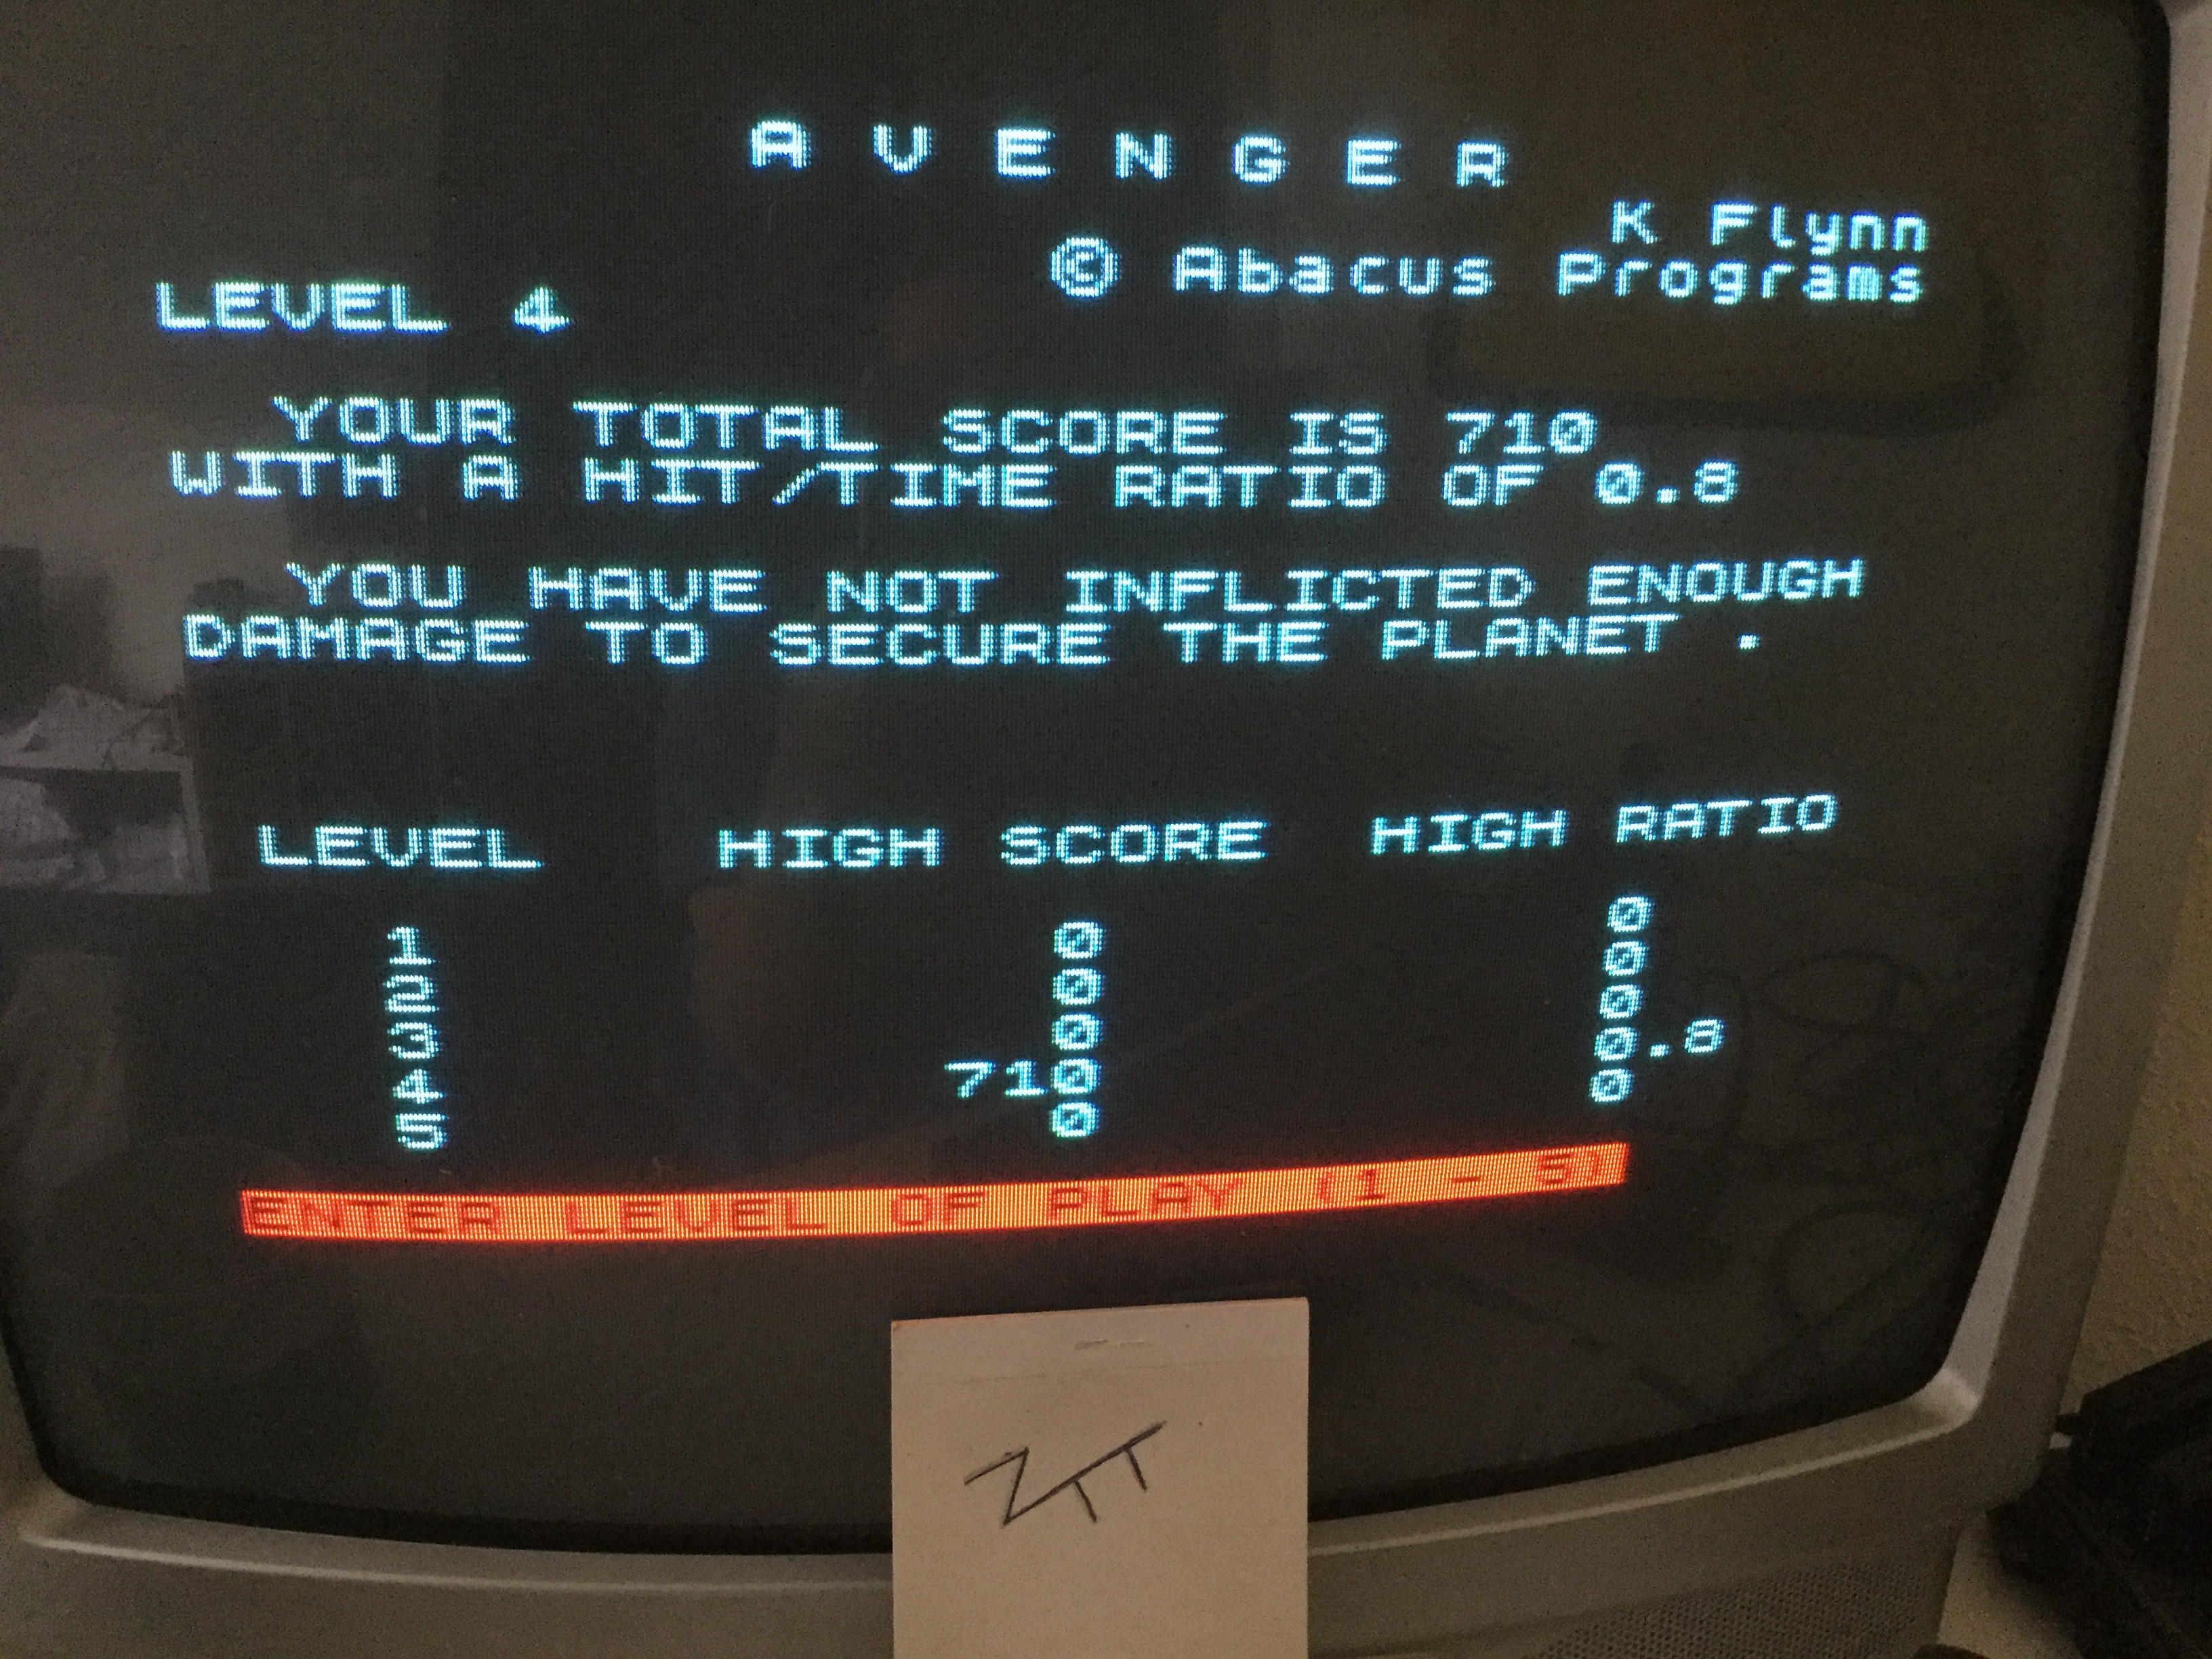 A V E N G E R
K Flynn
© Abacus Programs
LEVEL 4
YOUR TOTAL SCORE IS 710
WITH A HIT/TIME RATIO OF 0.8
YOU HAVE NOT INFLICTED ENOUGH
DAMAGE TO SECURE THE PLANET .
LEVEL HIGH SCORE HIGH RATIO
1 0 0
2 0 0
3 0 0
4 710 0.8
5 0 0
ENTER LEVEL OF PLAY (1 - 5)